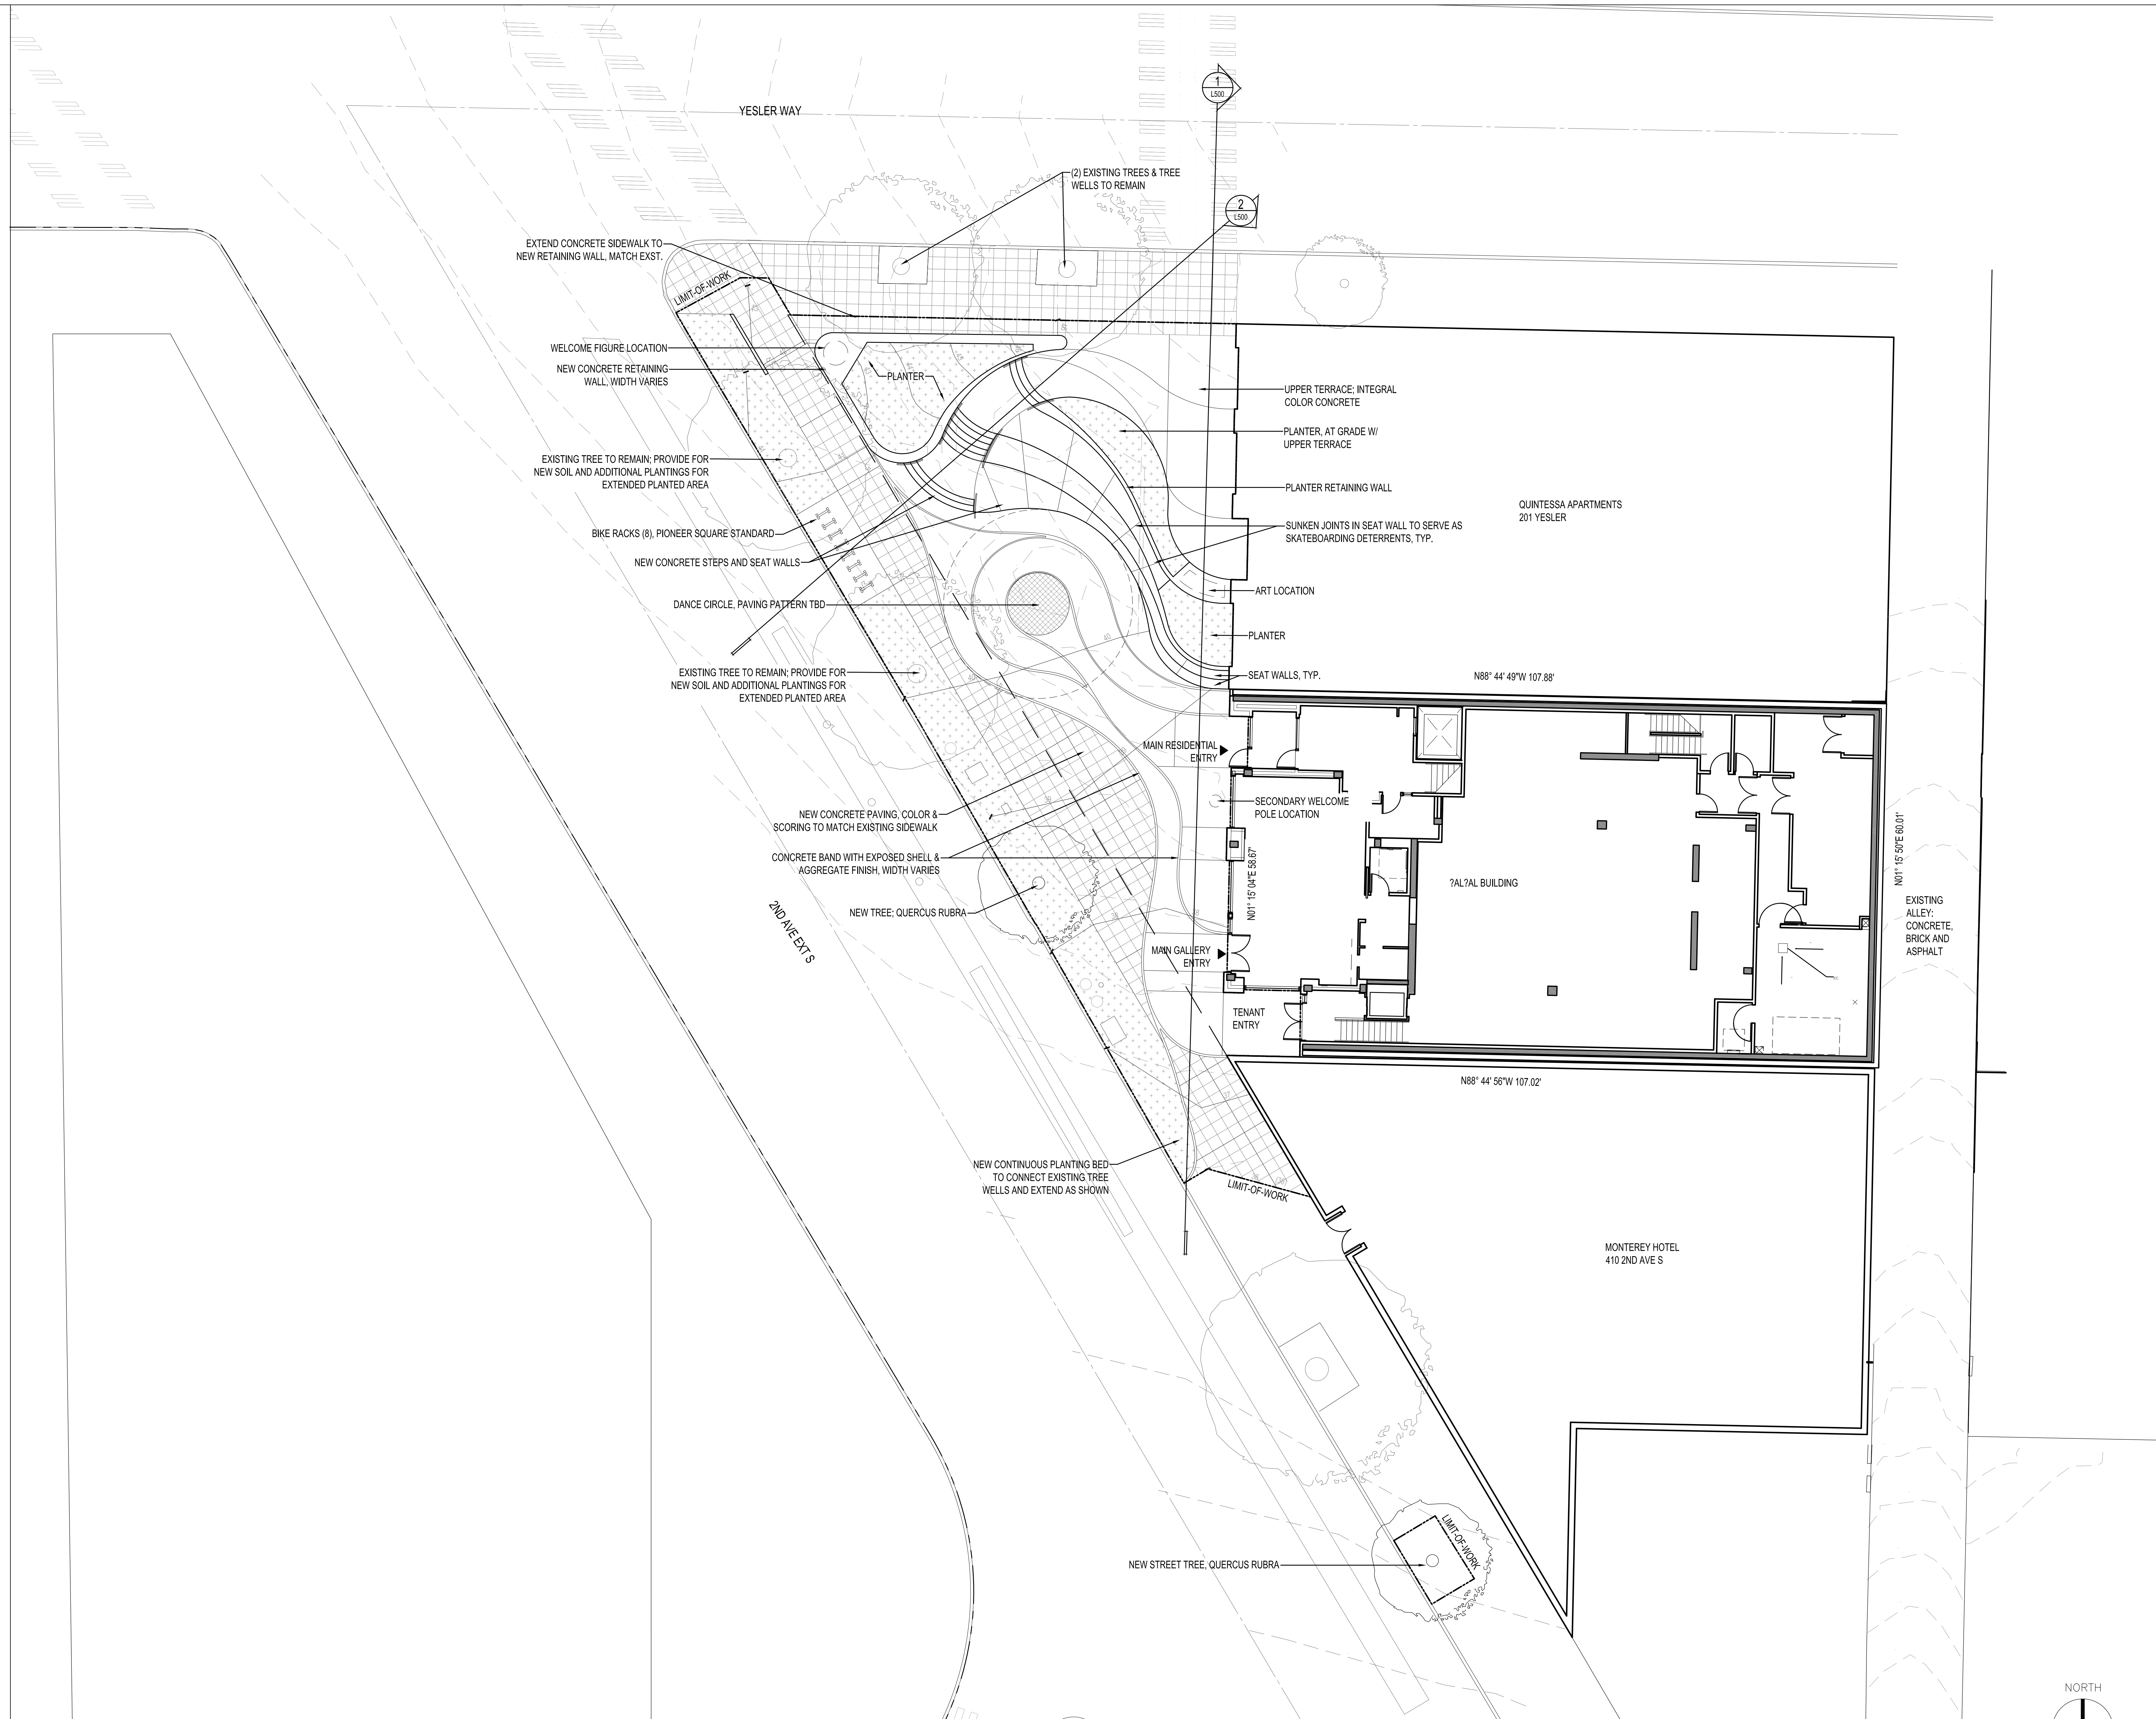 YESLER WAY
1
L500
(2) EXISTING TREES & TREE
WELLS TO REMAIN
2
L500
EXTEND CONCRETE SIDEWALK TO
NEW RETAINING WALL, MATCH EXST.
LIMIT-OF-WORK
WELCOME FIGURE LOCATION
NEW CONCRETE RETAINING
WALL, WIDTH VARIES
PLANTER
UPPER TERRACE; INTEGRAL
COLOR CONCRETE
PLANTER, AT GRADE W/
UPPER TERRACE
EXISTING TREE TO REMAIN; PROVIDE FOR
NEW SOIL AND ADDITIONAL PLANTINGS FOR
EXTENDED PLANTED AREA
PLANTER RETAINING WALL
QUINTESSA APARTMENTS
201 YESLER
BIKE RACKS (8), PIONEER SQUARE STANDARD
SUNKEN JOINTS IN SEAT WALL TO SERVE AS
SKATEBOARDING DETERRENTS, TYP.
NEW CONCRETE STEPS AND SEAT WALLS
ART LOCATION
DANCE CIRCLE, PAVING PATTERN TBD
40
PLANTER
EXISTING TREE TO REMAIN; PROVIDE FOR
NEW SOIL AND ADDITIONAL PLANTINGS FOR
EXTENDED PLANTED AREA
40
SEAT WALLS, TYP.
N88° 44' 49"W 107.88'
MAIN RESIDENTIAL
ENTRY
SECONDARY WELCOME
POLE LOCATION
NEW CONCRETE PAVING, COLOR &
SCORING TO MATCH EXISTING SIDEWALK
CONCRETE BAND WITH EXPOSED SHELL &
AGGREGATE FINISH, WIDTH VARIES
N01° 15' 04"E 58.67'
?AL?AL BUILDING
N01° 15' 50"E 60.01'
NEW TREE; QUERCUS RUBRA
2ND AVE EXT S
EXISTING
ALLEY:
CONCRETE,
BRICK AND
ASPHALT
MAIN GALLERY
ENTRY
TENANT
ENTRY
N88° 44' 56"W 107.02'
37
NEW CONTINUOUS PLANTING BED
TO CONNECT EXISTING TREE
WELLS AND EXTEND AS SHOWN
LIMIT-OF-WORK
MONTEREY HOTEL
410 2ND AVE S
LIMIT-OF-WORK
NEW STREET TREE, QUERCUS RUBRA
NORTH